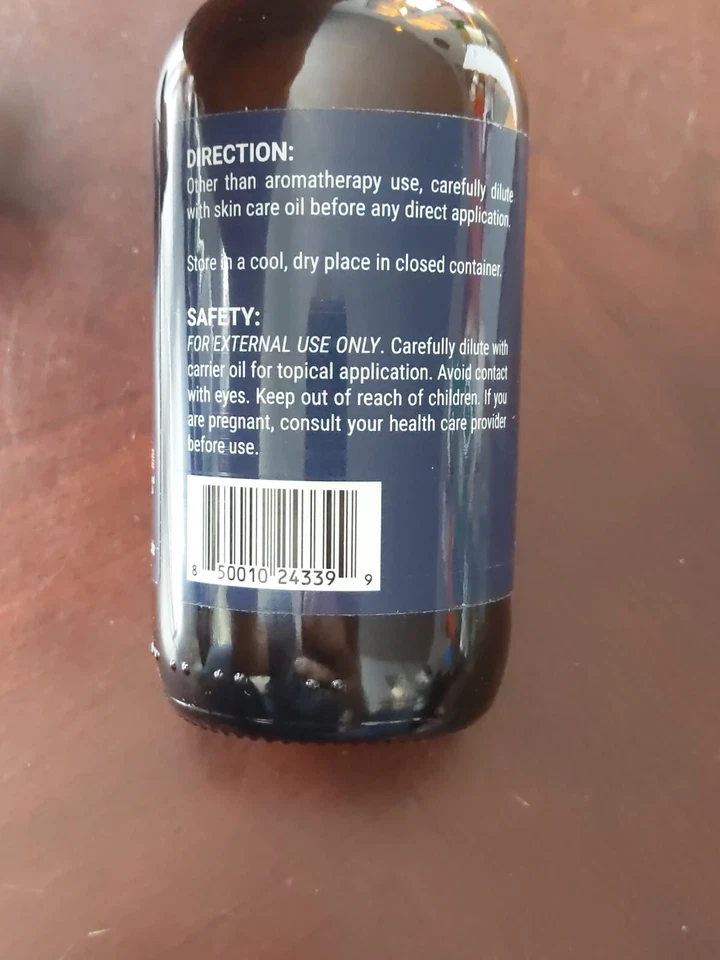 DIRECTION:
Other than aromatherapy use, carefully dilute
with skin care oil before any direct application.
Store in a cool, dry place in closed container.
SAFETY:
FOR EXTERNAL USE ONLY. Carefully dilute with
carrier oil for topical application. Avoid contact
with eyes. Keep out of reach of children. If you
are pregnant, consult your health care provider
before use.
8 50010 24339 9